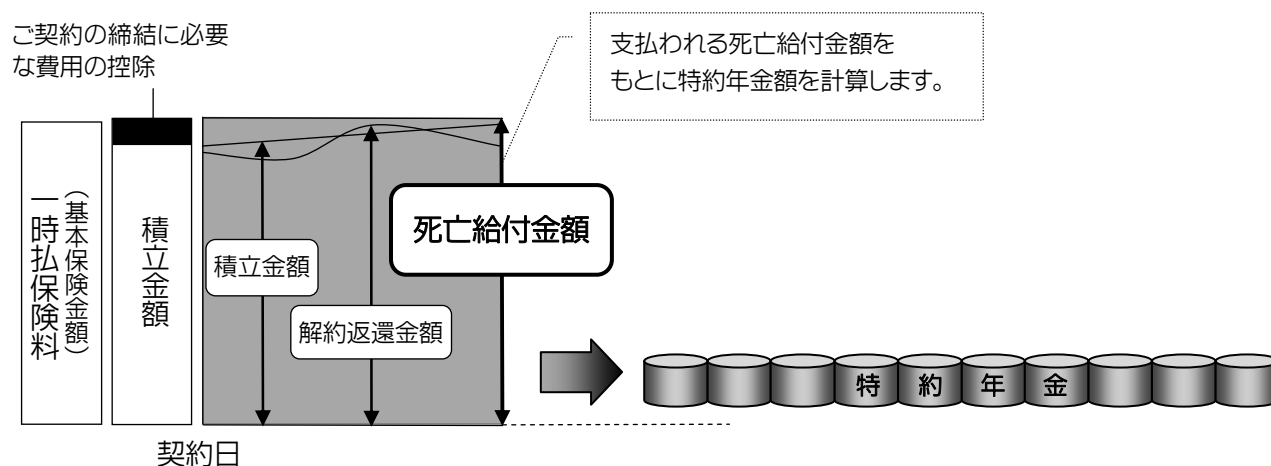 ご契約の締結に必要
な費用の控除
支払われる死亡給付金額を
もとに特約年金額を計算します。
一時払保険料
（基本保険金額）
積立金額
積立金額
解約返還金額
死亡給付金額
特約年金
契約日